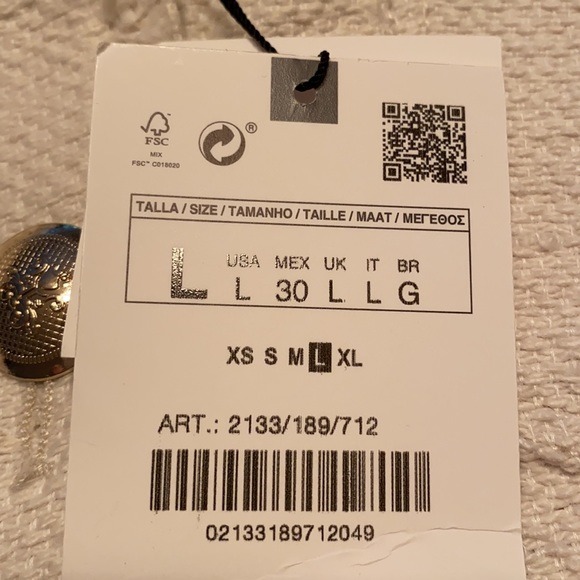 FSC
MIX
FSC™ C018020
®
TALLA / SIZE / TAMANHO / TAILLE / MAAT / ΜΕΓΕΘΟΣ
USA MEX UK IT BR
L L 30 L L G
XS S M L XL
ART.: 2133/189/712
02133189712049